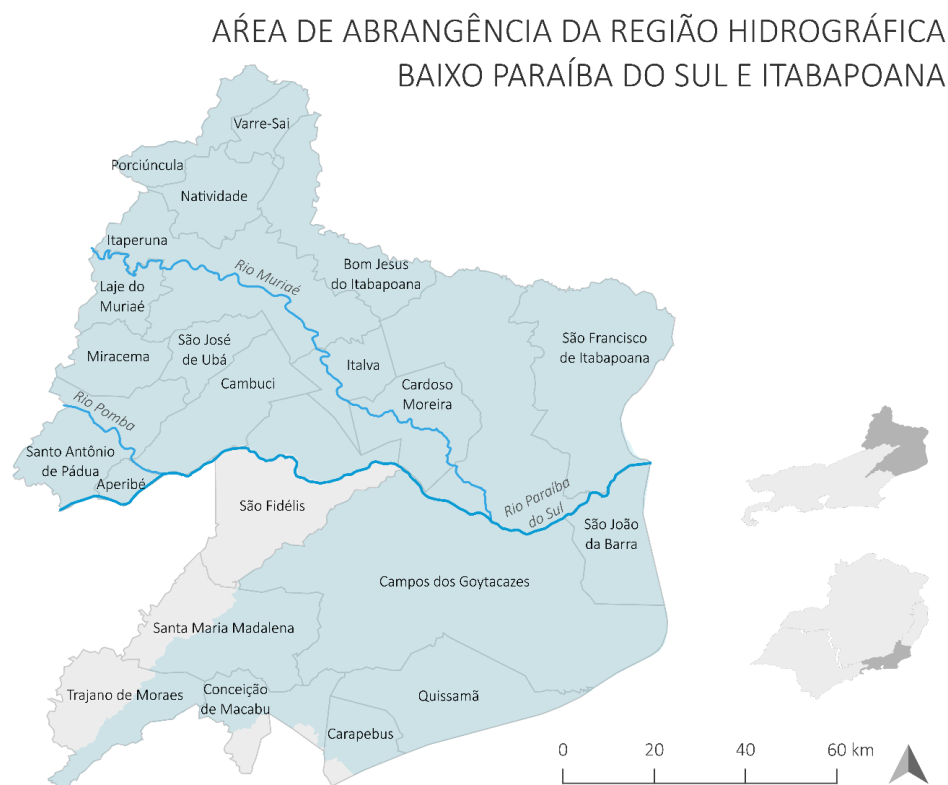 AŔEA DE ABRANGÊNCIA DA REGIÃO HIDROGRÁFICA
BAIXO PARAÍBA DO SUL E ITABAPOANA
Varre-Sai
Porciúncula
Natividade
Itaperuna
Rio Muriaé
Bom Jesus
do Itabapoana
Laje do
Muriaé
São Francisco
de Itabapoana
Miracema
São José
de Ubá
Italva
Cambuci
Cardoso
Moreira
Rio Pomba
Santo Antônio
de Pádua
Aperibé
São Fidélis
Rio Paraíba
do Sul
São João
da Barra
Campos dos Goytacazes
Santa Maria Madalena
Trajano de Moraes
Conceição
de Macabu
Quissamã
Carapebus
0 20 40 60 km